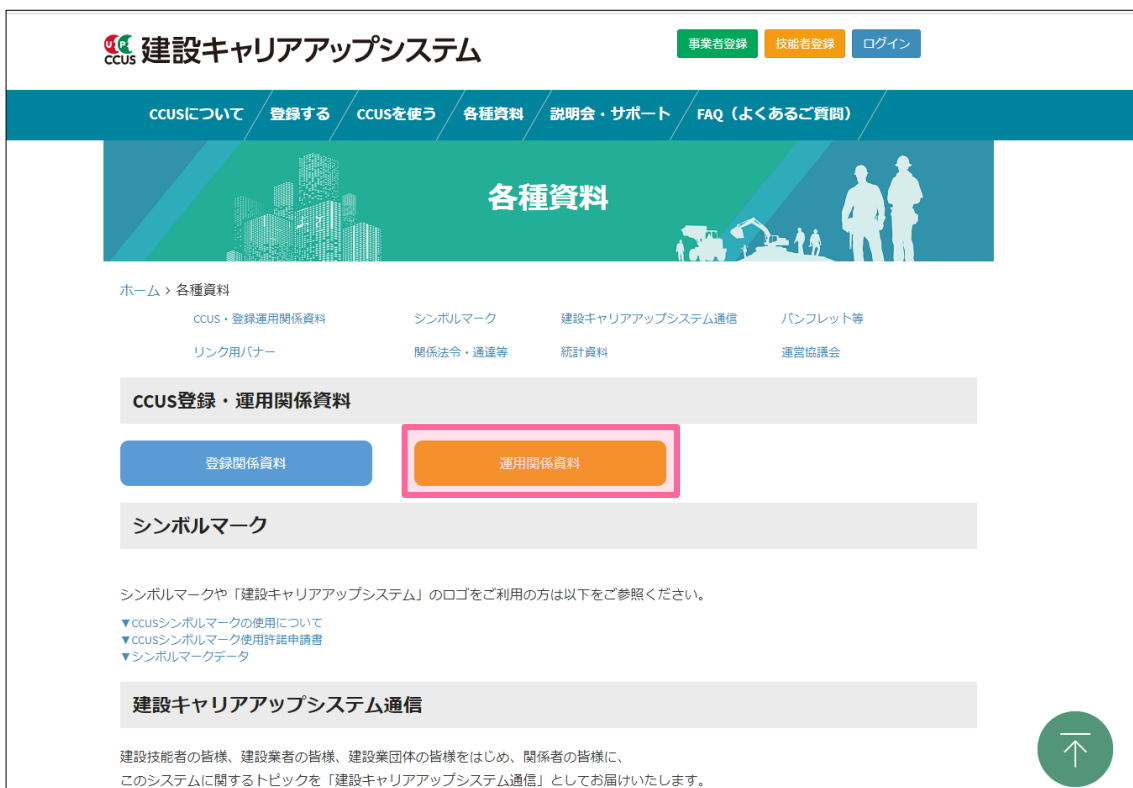 UP
CCUS 建設キャリアアップシステム
事業者登録 技能者登録 ログイン
CCUSについて 登録する CCUSを使う 各種資料 説明会・サポート FAQ（よくあるご質問）
各種資料
ホーム › 各種資料
CCUS・登録運用関係資料 シンボルマーク 建設キャリアアップシステム通信 パンフレット等
リンク用バナー 関係法令・通達等 統計資料 運営協議会
CCUS登録・運用関係資料
登録関係資料 運用関係資料
シンボルマーク
シンボルマークや「建設キャリアアップシステム」のロゴをご利用の方は以下をご参照ください。
▼CCUSシンボルマークの使用について
▼CCUSシンボルマーク使用許諾申請書
▼シンボルマークデータ
建設キャリアアップシステム通信
建設技能者の皆様、建設業者の皆様、建設業団体の皆様をはじめ、関係者の皆様に、
このシステムに関するトピックを「建設キャリアアップシステム通信」としてお届けいたします。